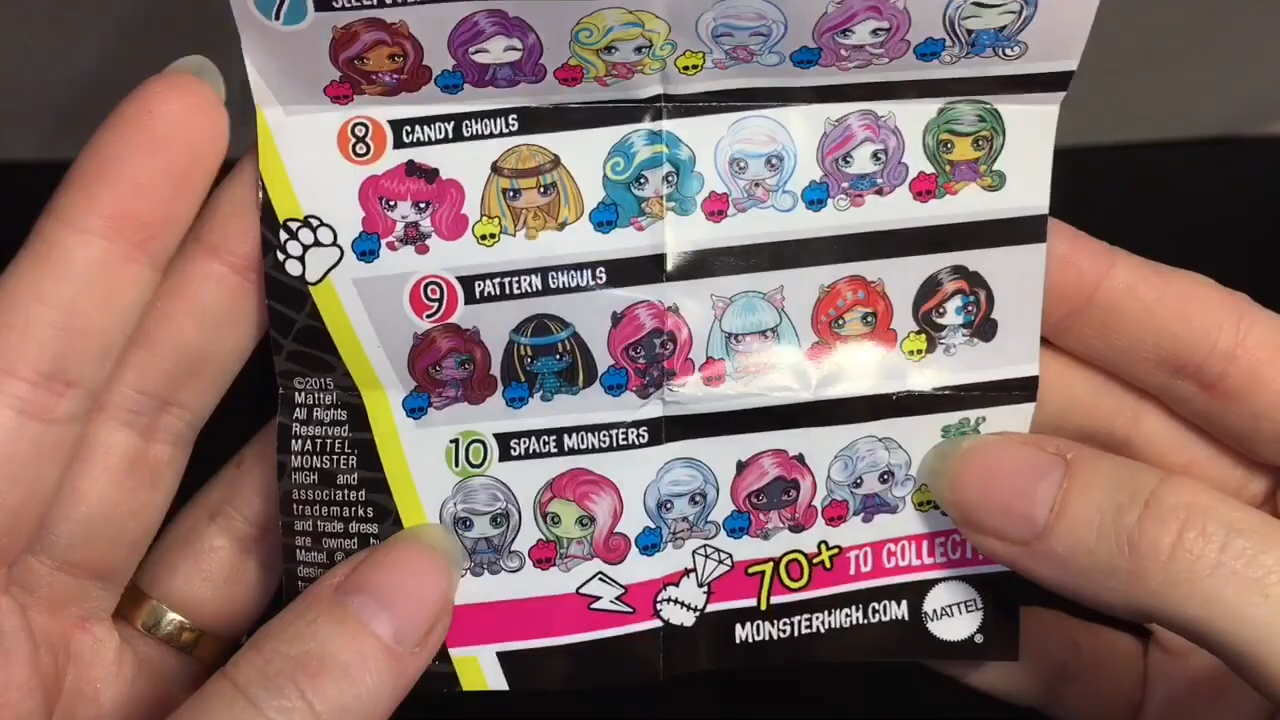 7
8 CANDY GHOULS
9 PATTERN GHOULS
©2015
Mattel.
All Rights
Reserved.
MATTEL,
MONSTER
HIGH and
associated
trademarks
and trade dress
are owned
Mattel. ®
10 SPACE MONSTERS
70+ TO COLLECT!
MONSTERHIGH.COM
MATTEL
®